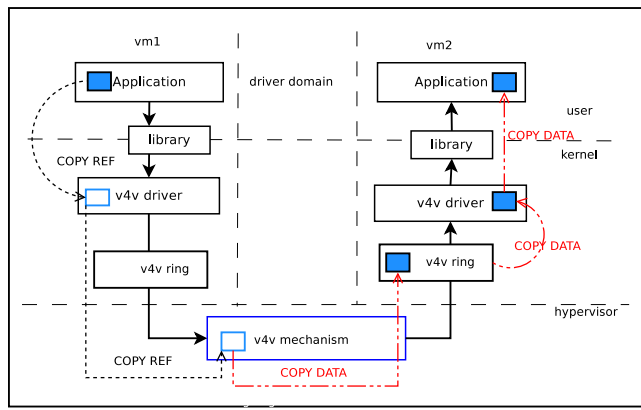 vm1
vm2
Application
driver domain
Application
user
COPY DATA
library
library
kernel
COPY REF
v4v driver
v4v driver
COPY DATA
v4v ring
v4v ring
hypervisor
v4v mechanism
COPY REF
COPY DATA